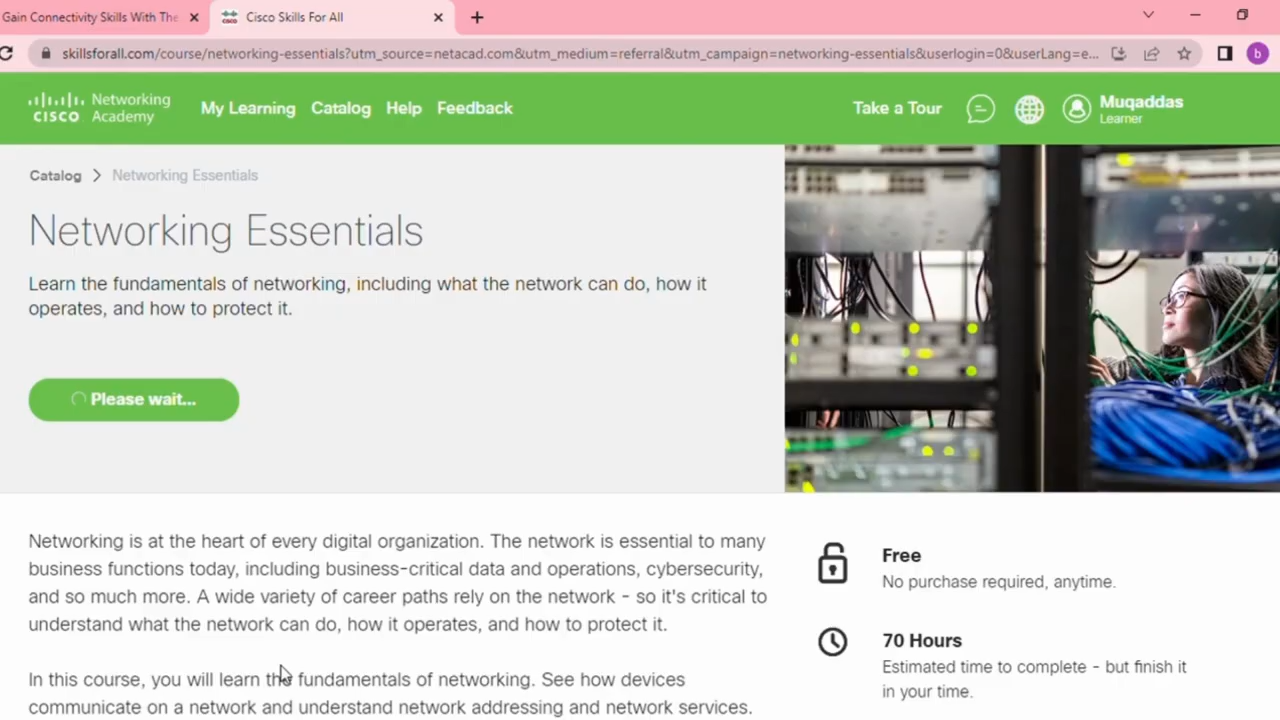 Gain Connectivity Skills With The
Cisco Skills For All
skillsforall.com/course/networking-essentials?utm_source=netacad.com&utm_medium=referral&utm_campaign=networking-essentials&userlogin=0&userLang=e...
b
CISCO
Networking
Academy
My Learning
Catalog
Help
Feedback
Take a Tour
Muqaddas
Learner
Catalog > Networking Essentials
Networking Essentials
Learn the fundamentals of networking, including what the network can do, how it
operates, and how to protect it.
Please wait...
Networking is at the heart of every digital organization. The network is essential to many
business functions today, including business-critical data and operations, cybersecurity,
and so much more. A wide variety of career paths rely on the network - so it's critical to
understand what the network can do, how it operates, and how to protect it.
In this course, you will learn the fundamentals of networking. See how devices
communicate on a network and understand network addressing and network services.
Free
No purchase required, anytime.
70 Hours
Estimated time to complete - but finish it
in your time.